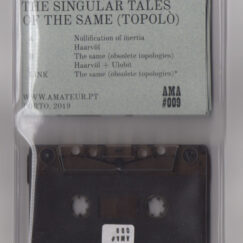 THE SINGULAR TALES
OF THE SAME (TOPOLÒ)
Nullification of inertia
Haarvöl
The same (obsolete topologies)
Haarvöl + Ulobit
The same (obsolete topologies)*
WWW.AMATEUR.PT
PORTO, 2019
AMA
#009